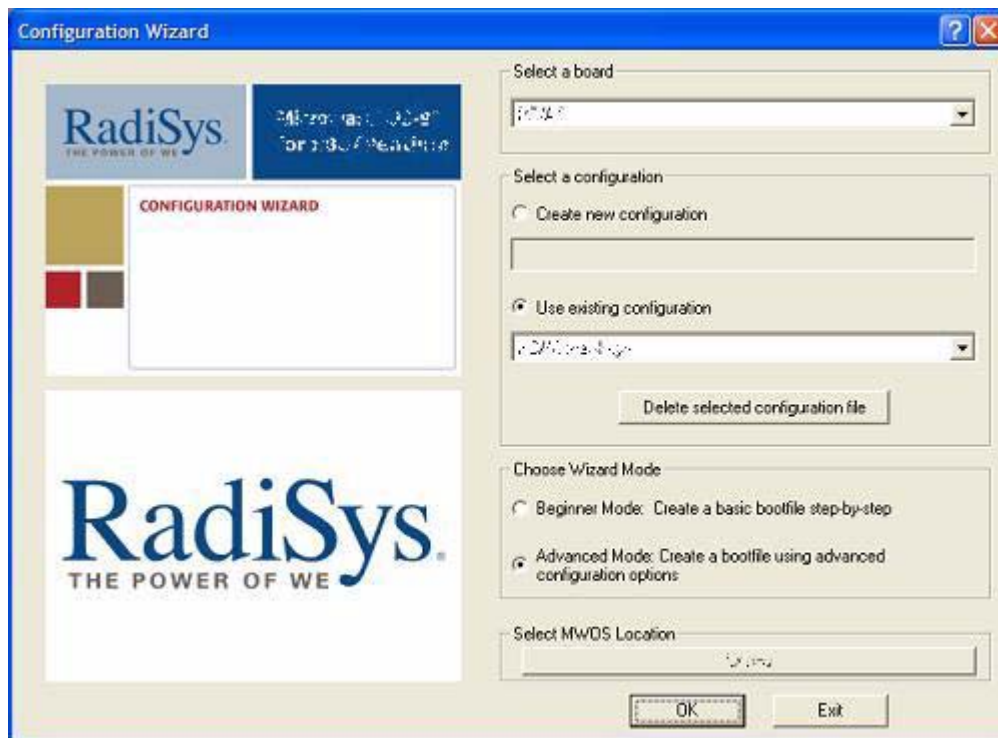 Configuration Wizard
RadiSys.
THE POWER OF WE
CONFIGURATION WIZARD
RadiSys.
THE POWER OF WE
Select a board
Select a configuration
Create new configuration
Use existing configuration
Delete selected configuration file
Choose Wizard Mode
Beginner Mode: Create a basic bootfile step-by-step
Advanced Mode: Create a bootfile using advanced
configuration options
Select MWOS Location
OK
Exit